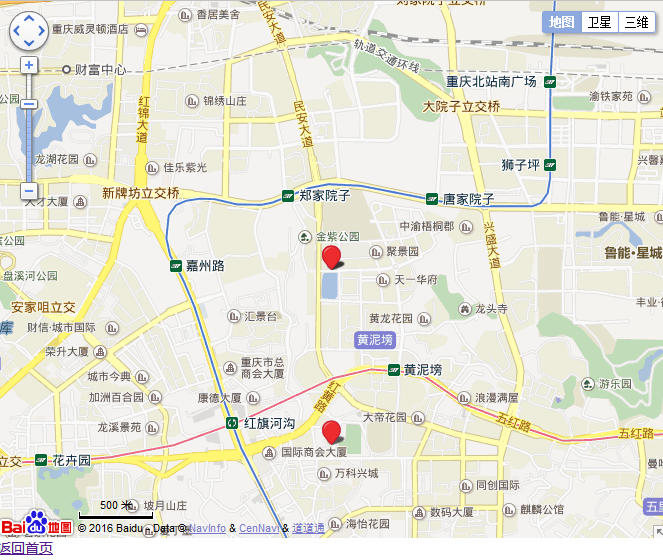 刘家院子立交桥
香居美舍
重庆威灵顿酒店
地图 卫星 三维
民安大道
轨道交通环线
财富中心
重庆北站南广场
公园
锦绣山庄
红锦大道
民安大道
大院子立交桥
渝铁家苑
龙湖花园
佳乐紫光
狮子坪
兴馨
天才大厦
新牌坊立交桥
郑家院子
唐家院子
鲁能·星城
中渝梧桐郡
兴盛大道
金紫公园
聚景园
鲁能·星城
公园
盘溪河公园
嘉州路
天一华府
安家咀立交
汇景台
龙头寺
丰业·
财信·城市国际
黄龙花园
库
荣升大厦
黄泥塝
重庆市总
商会大厦
黄泥塝
城市今典
红黄路
游乐园
加洲百合园
康德大厦
浪漫满屋
龙溪景苑
红旗河沟
大帝花园
五红路
五红路
立交
花卉园
国际商会大厦
万科兴城
曼哈
同创国际
500 米
坡月山庄
数码大厦
麒麟公馆
五里
Baidu地图
© 2016 Baidu - Data © NavInfo & CenNavi & 道道通
海怡花园
返回首页